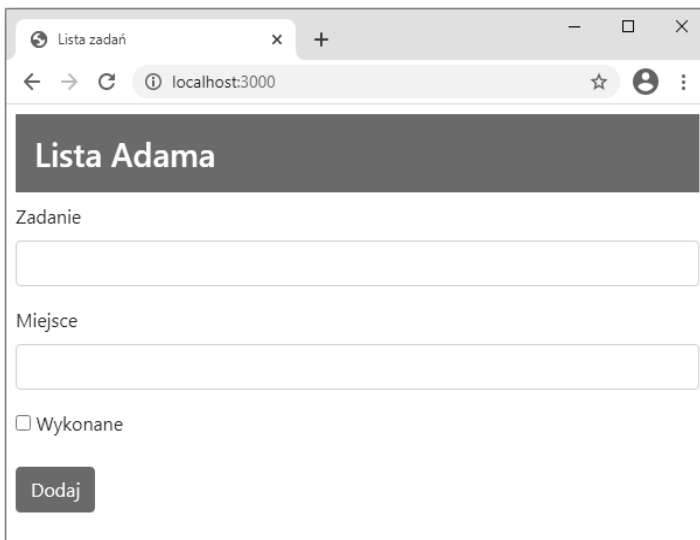 Lista zadań
localhost:3000
Lista Adama
Zadanie
Miejsce
Wykonane
Dodaj